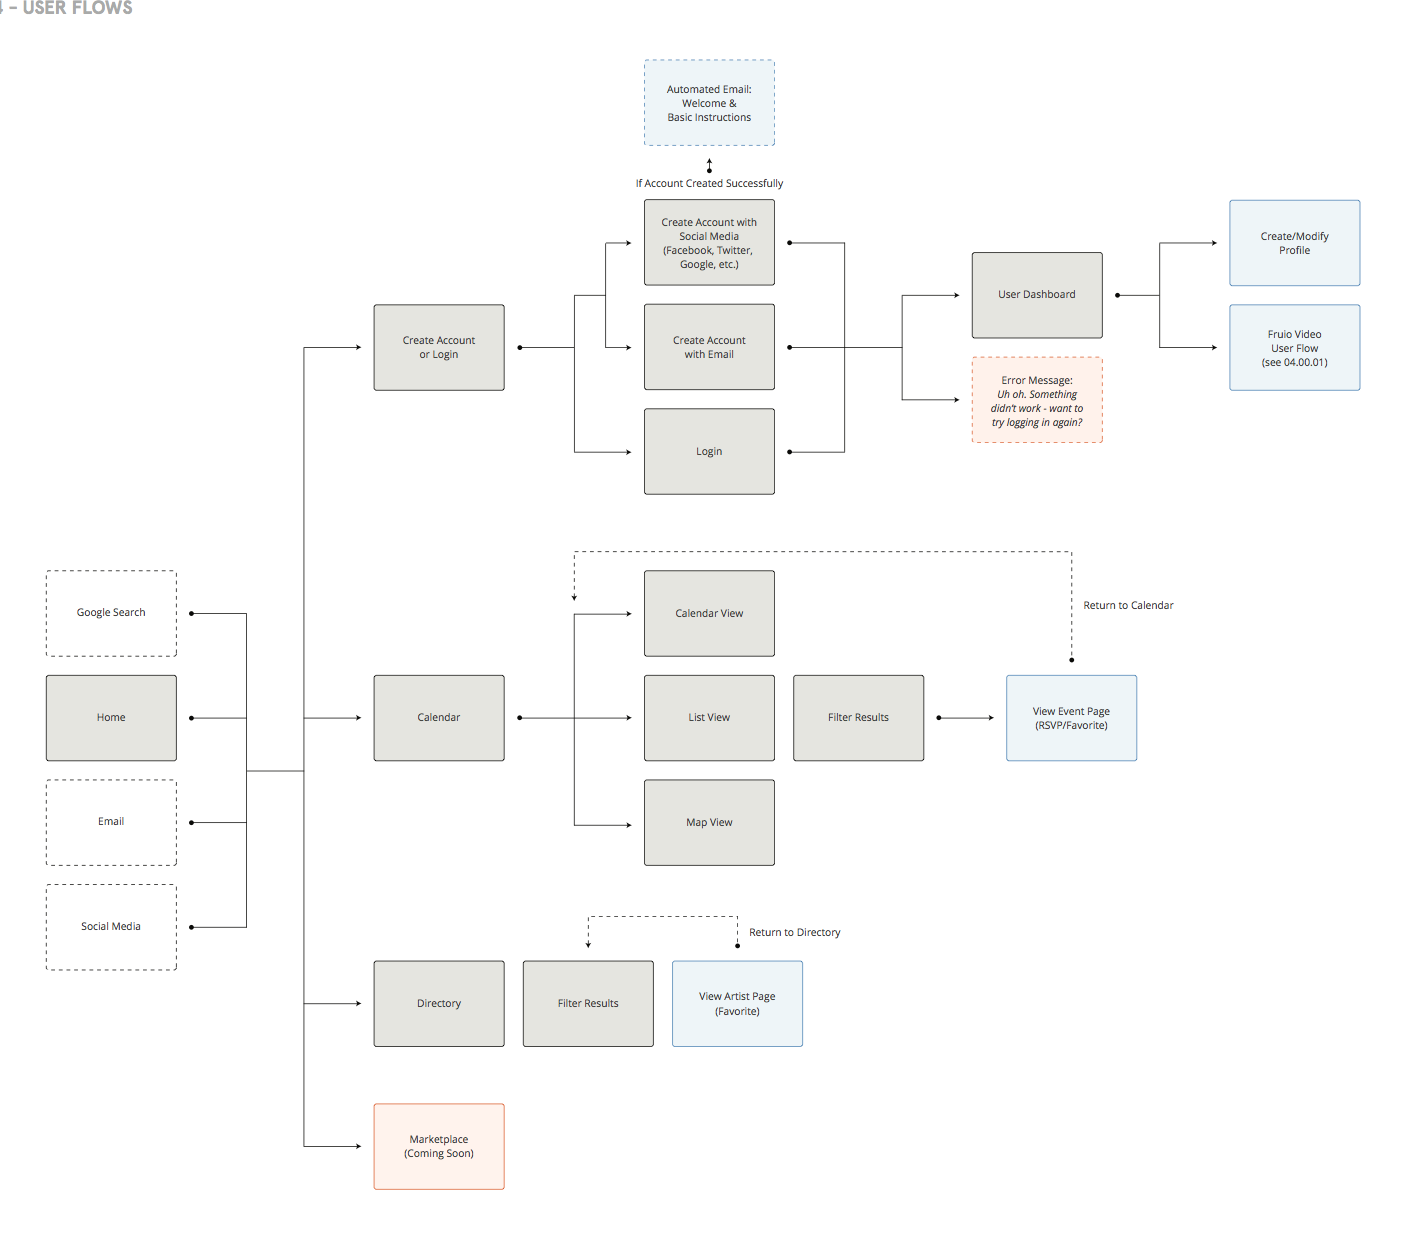 – USER FLOWS
Automated Email:
Welcome &
Basic Instructions
If Account Created Successfully
Create Account with
Social Media
(Facebook, Twitter,
Google, etc.)
Create Account
or Login
Create Account
with Email
Login
User Dashboard
Error Message:
Uh oh. Something
didn't work - want to
try logging in again?
Create/Modify
Profile
Fruio Video
User Flow
(see 04.00.01)
Google Search
Home
Email
Social Media
Calendar
Calendar View
List View
Map View
Filter Results
View Event Page
(RSVP/Favorite)
Return to Calendar
Directory
Filter Results
View Artist Page
(Favorite)
Return to Directory
Marketplace
(Coming Soon)